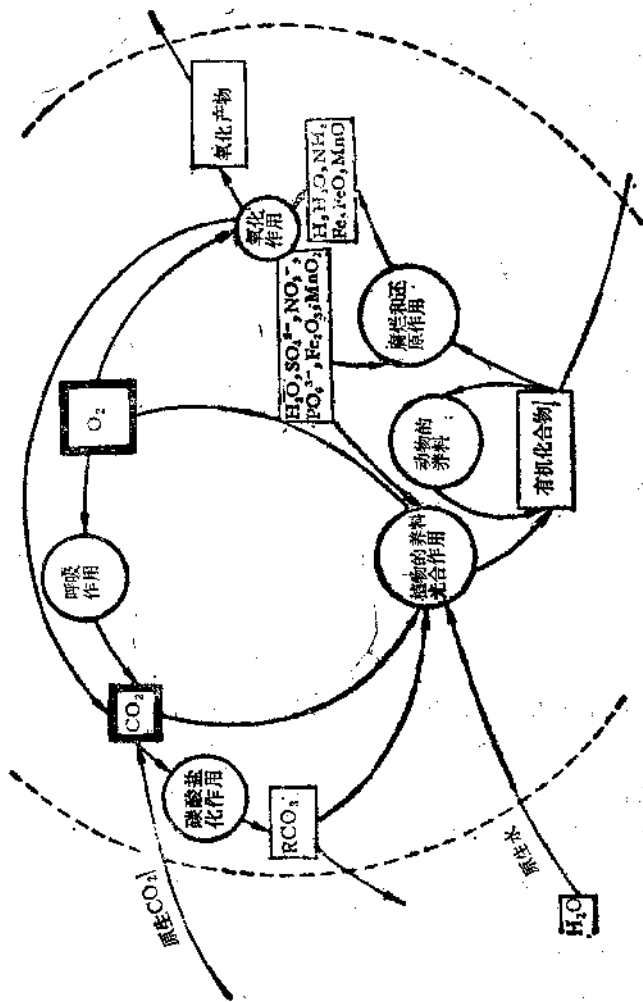 原生CO₂
H₂O
原生水
碳酸盐
化作用
RCO₃
CO₂
呼吸
作用
O₂
植物的养料
光合作用
动物的
养料
有机化合物
腐烂和还
原作用
H₂O,SO₄²⁻,NO₃⁻,
PO₄³⁻,Fe₂O₃,MnO₂
氧化
作用
Fe,FeO,MnO
氧化产物